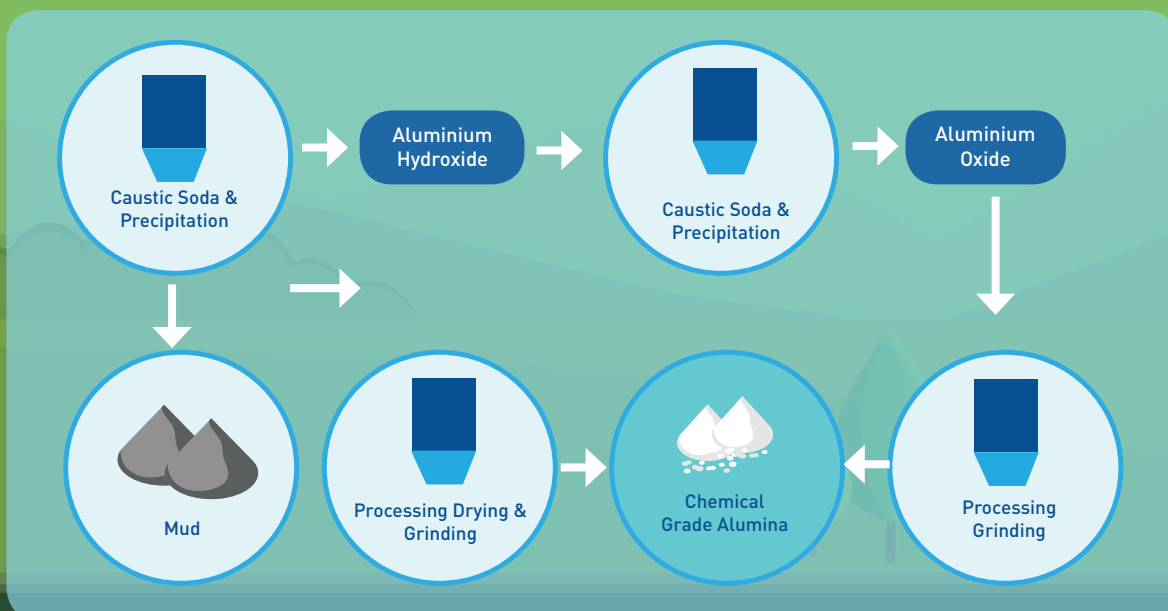 Aluminium
Hydroxide
Aluminium
Oxide
Caustic Soda &
Precipitation
Caustic Soda &
Precipitation
Mud
Processing Drying &
Grinding
Chemical
Grade Alumina
Processing
Grinding